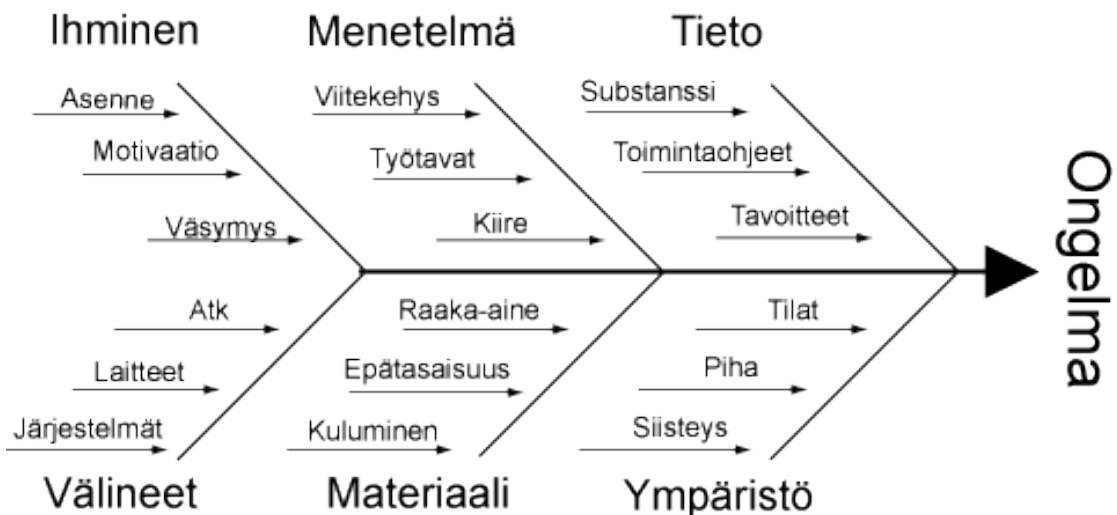 Ihminen
Menetelmä
Tieto
Asenne
Motivaatio
Väsymys
Viitekehys
Työtavat
Kiire
Substanssi
Toimintaohjeet
Tavoitteet
Ongelma
Atk
Laitteet
Järjestelmät
Raaka-aine
Epätasaisuus
Kuluminen
Tilat
Piha
Siisteys
Välineet
Materiaali
Ympäristö